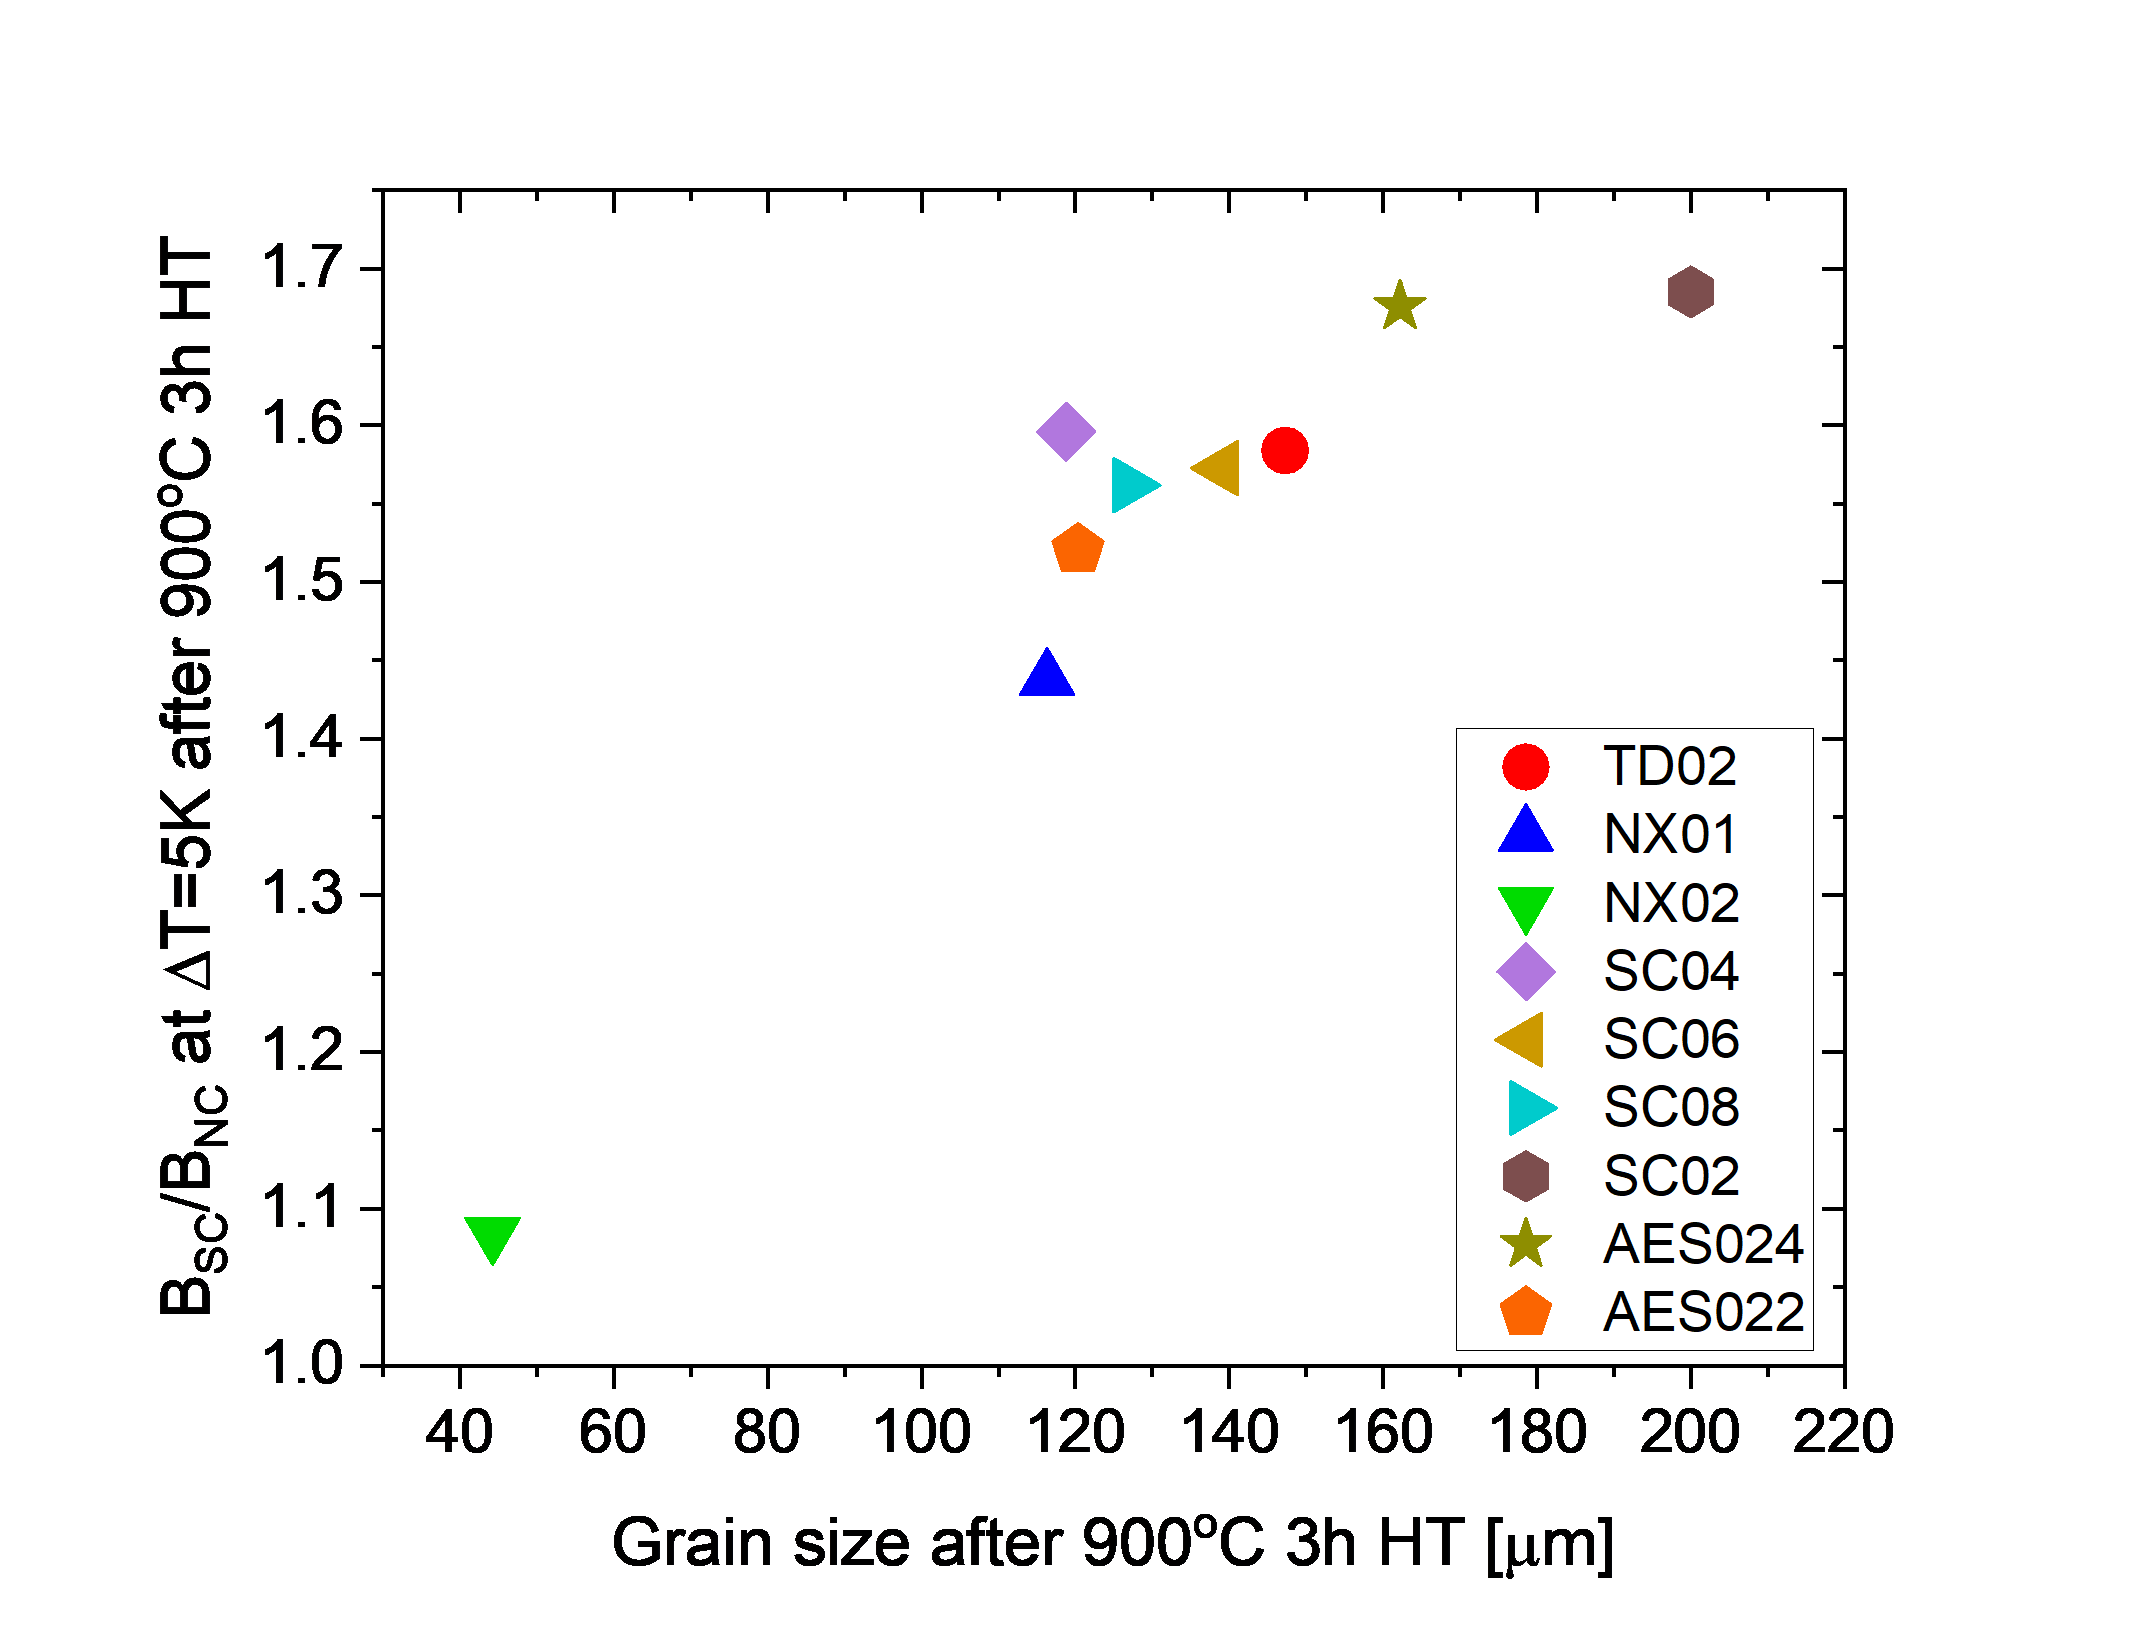 B_SC/B_NC at ΔT=5K after 900°C 3h HT
1.7
1.6
1.5
1.4
1.3
1.2
1.1
1.0
TD02
NX01
NX02
SC04
SC06
SC08
SC02
AES024
AES022
40 60 80 100 120 140 160 180 200 220
Grain size after 900°C 3h HT [μm]